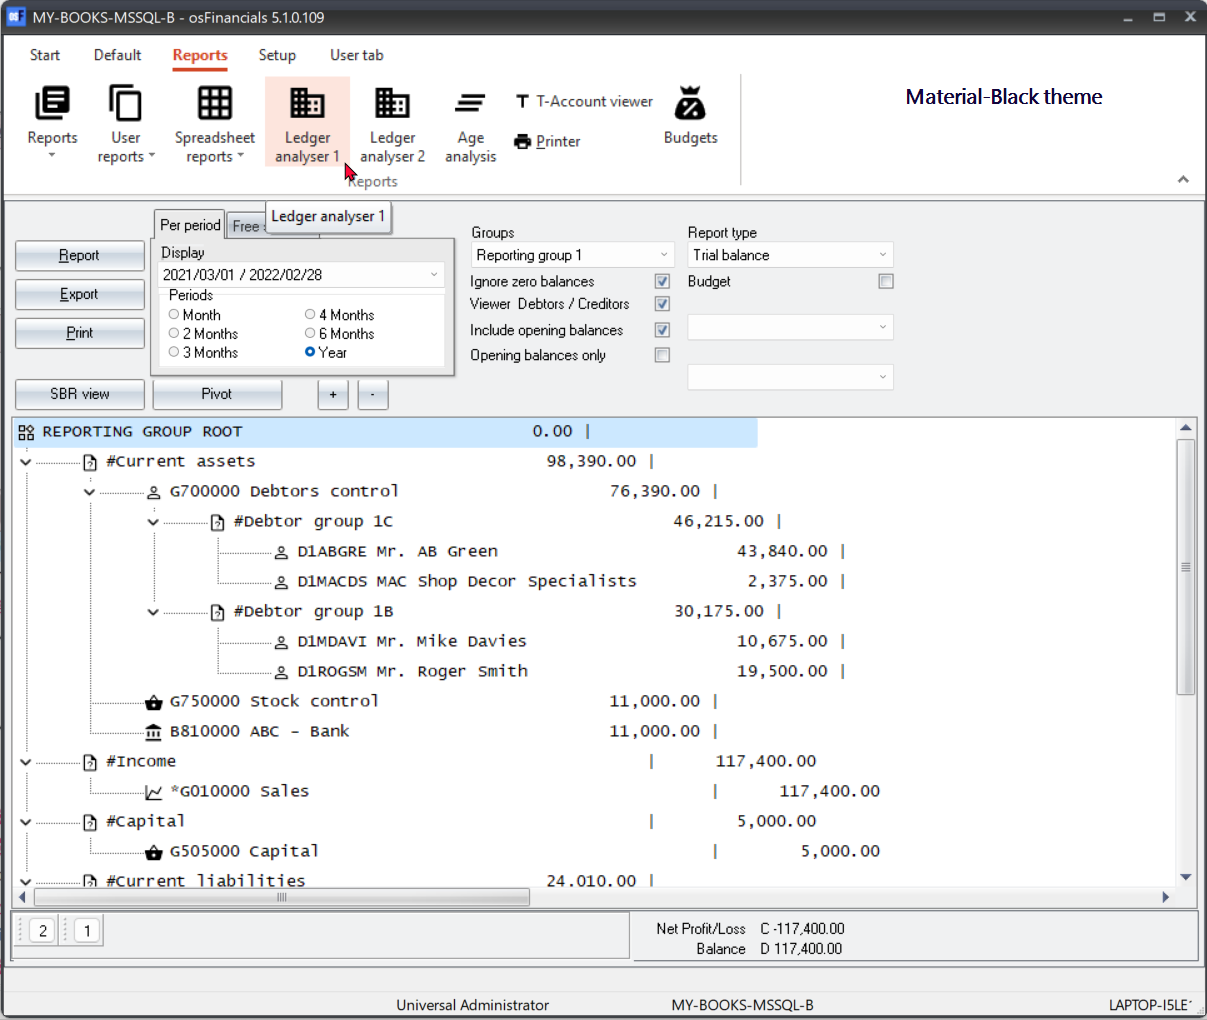 MY-BOOKS-MSSQL-B - osFinancials 5.1.0.109
Start Default Reports Setup User tab
Material-Black theme
Reports
User reports
Spreadsheet reports
Ledger analyser 1
Ledger analyser 2
Age analysis
T-Account viewer
Printer
Budgets
Reports
Ledger analyser 1
Report
Export
Print
Per period Free
Display
2021/03/01 / 2022/02/28
Periods
Month 4 Months
2 Months 6 Months
3 Months Year
Groups
Reporting group 1
Ignore zero balances
Viewer Debtors / Creditors
Include opening balances
Opening balances only
Report type
Trial balance
Budget
SBR view Pivot + -
REPORTING GROUP ROOT 0.00 |
#Current assets 98,390.00 |
G700000 Debtors control 76,390.00 |
#Debtor group 1C 46,215.00 |
D1ABGRE Mr. AB Green 43,840.00 |
D1MACDS MAC Shop Decor Specialists 2,375.00 |
#Debtor group 1B 30,175.00 |
D1MDAVI Mr. Mike Davies 10,675.00 |
D1ROGSM Mr. Roger Smith 19,500.00 |
G750000 Stock control 11,000.00 |
B810000 ABC - Bank 11,000.00 |
#Income | 117,400.00
*G010000 Sales | 117,400.00
#Capital | 5,000.00
G505000 Capital | 5,000.00
#Current liabilities 24.010.00 |
2 1
Net Profit/Loss C -117,400.00
Balance D 117,400.00
Universal Administrator MY-BOOKS-MSSQL-B LAPTOP-I5LE